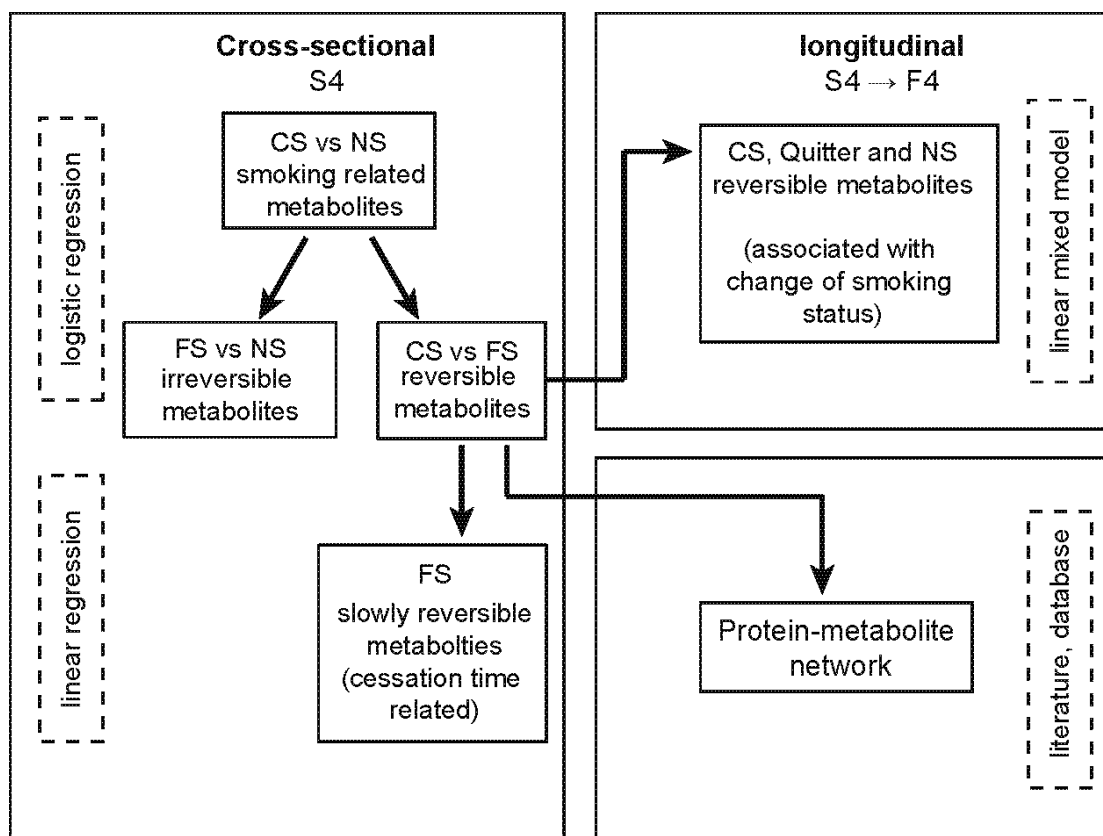 Cross-sectional
S4
logistic regression
CS vs NS
smoking related
metabolites
FS vs NS
irreversible
metabolites
CS vs FS
reversible
metabolites
linear regression
FS
slowly reversible
metabolties
(cessation time
related)
longitudinal
S4 → F4
CS, Quitter and NS
reversible metabolites
(associated with
change of smoking
status)
linear mixed model
Protein-metabolite
network
literature, database